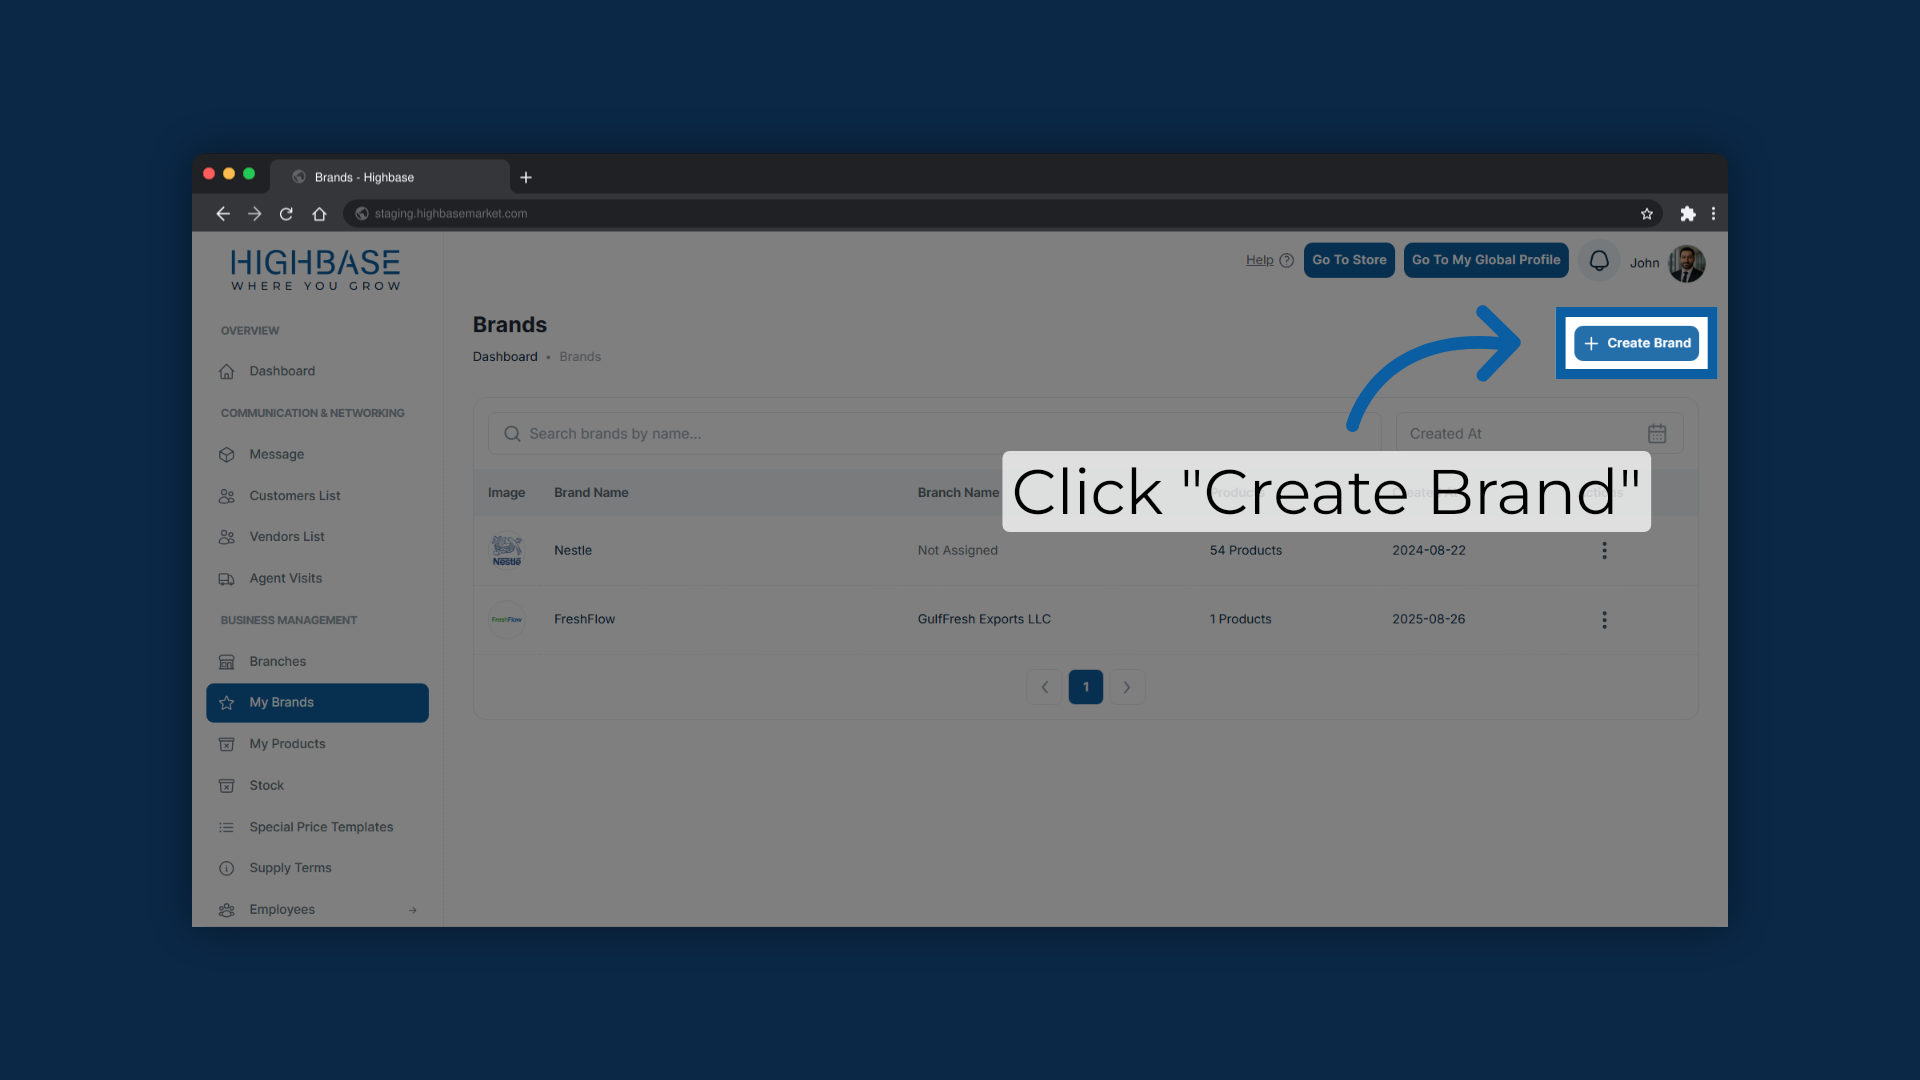 Brands - Highbase
staging.highbasemarket.com
HIGHBASE
WHERE YOU GROW
Help
Go To Store
Go To My Global Profile
John
OVERVIEW
Dashboard
COMMUNICATION & NETWORKING
Message
Customers List
Vendors List
Agent Visits
BUSINESS MANAGEMENT
Branches
My Brands
My Products
Stock
Special Price Templates
Supply Terms
Employees
Brands
Dashboard • Brands
+ Create Brand
Search brands by name...
Created At
Click "Create Brand"
Image Brand Name Branch Name
Nestle Nestle Not Assigned 54 Products 2024-08-22
FreshFlow FreshFlow GulfFresh Exports LLC 1 Products 2025-08-26
1